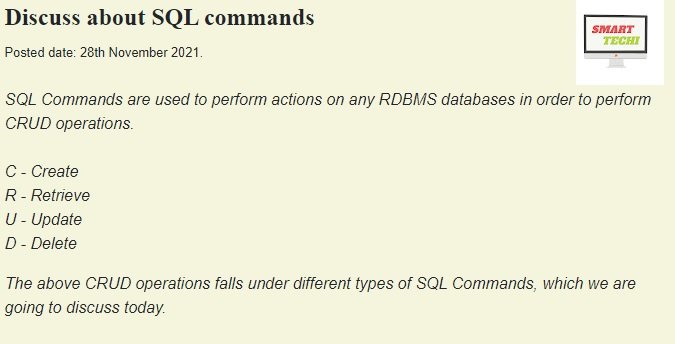 Discuss about SQL commands
SMART
TECHI
Posted date: 28th November 2021.
SQL Commands are used to perform actions on any RDBMS databases in order to perform
CRUD operations.
C - Create
R - Retrieve
U - Update
D - Delete
The above CRUD operations falls under different types of SQL Commands, which we are
going to discuss today.